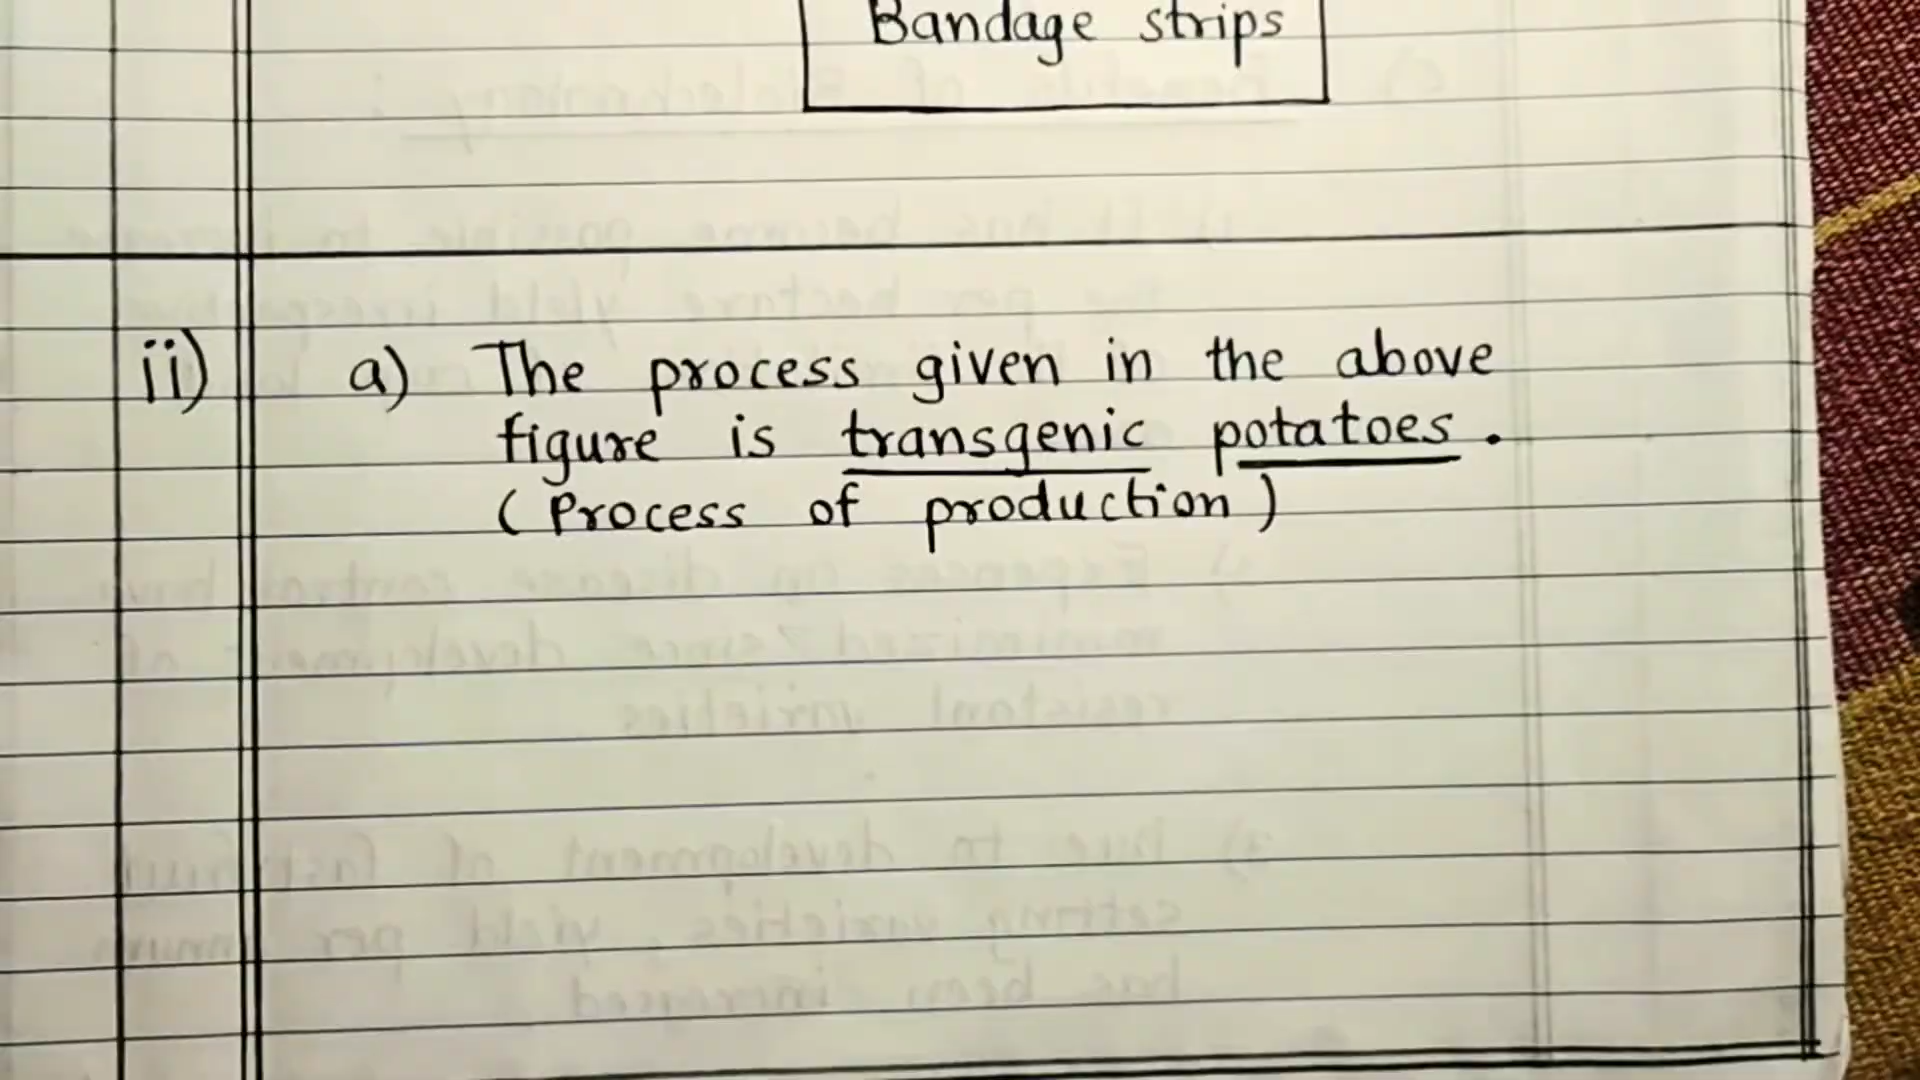 Bandage strips
ii) a) The process given in the above
figure is transgenic potatoes.
(Process of production)